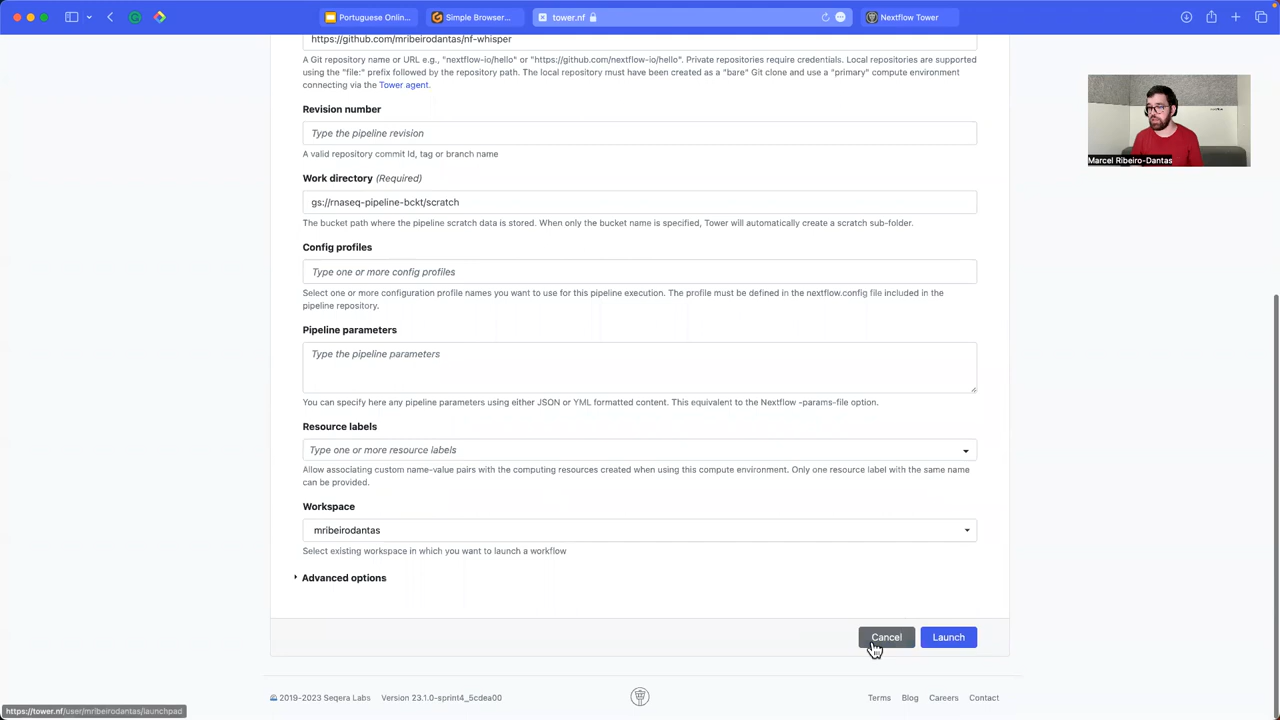 Portuguese Onlin...
Simple Browser...
tower.nf
Nextflow Tower
https://github.com/mribeirodantas/nf-whisper
A Git repository name or URL e.g., "nextflow-io/hello" or "https://github.com/nextflow-io/hello". Private repositories require credentials. Local repositories are supported
using the "file:" prefix followed by the repository path. The local repository must have been created as a "bare" Git clone and use a "primary" compute environment
connecting via the Tower agent.
Revision number
Type the pipeline revision
A valid repository commit Id, tag or branch name
Work directory (Required)
gs://rnaseq-pipeline-bckt/scratch
The bucket path where the pipeline scratch data is stored. When only the bucket name is specified, Tower will automatically create a scratch sub-folder.
Config profiles
Type one or more config profiles
Select one or more configuration profile names you want to use for this pipeline execution. The profile must be defined in the nextflow.config file included in the
pipeline repository.
Pipeline parameters
Type the pipeline parameters
You can specify here any pipeline parameters using either JSON or YML formatted content. This equivalent to the Nextflow -params-file option.
Resource labels
Type one or more resource labels
Allow associating custom name-value pairs with the computing resources created when using this compute environment. Only one resource label with the same name
can be provided.
Workspace
mribeirodantas
Select existing workspace in which you want to launch a workflow
Advanced options
Cancel
Launch
2019-2023 Seqera Labs
Version 23.1.0-sprint4_5cdea00
Terms
Blog
Careers
Contact
https://tower.nf/user/mribeirodantas/launchpad
Marcel Ribeiro-Dantas